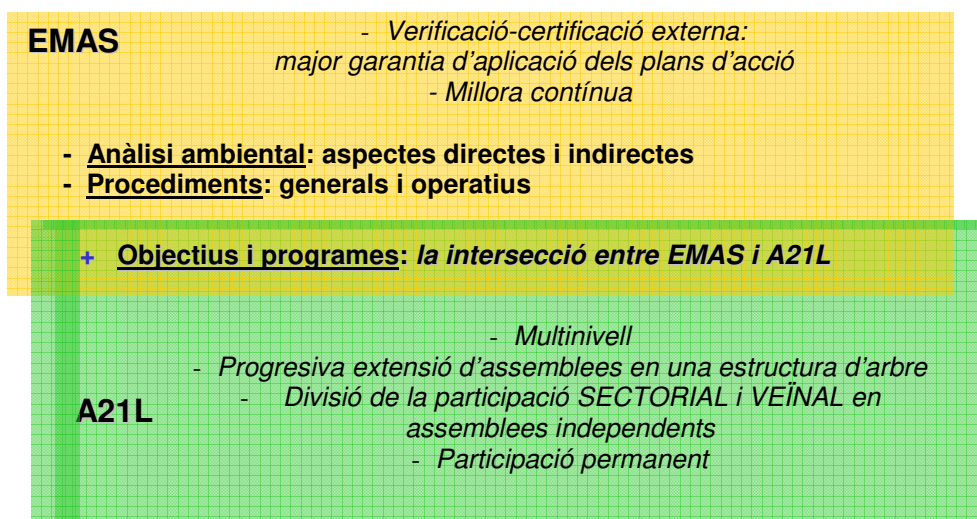 EMAS
- Verificació-certificació externa:
major garantia d'aplicació dels plans d'acció
- Millora contínua
- Anàlisi ambiental: aspectes directes i indirectes
- Procediments: generals i operatius
+ Objectius i programes: la intersecció entre EMAS i A21L
- Multinivell
- Progresiva extensió d'assemblees en una estructura d'arbre
A21L
- Divisió de la participació SECTORIAL i VEÏNAL en
assemblees independents
- Participació permanent